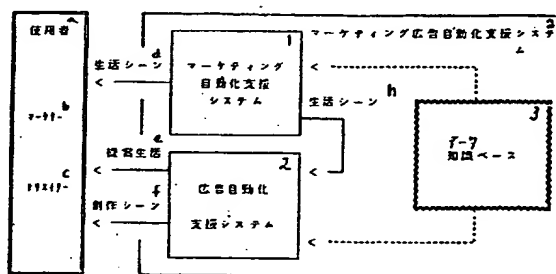 a
使用者
b
マーケター
c
クリエイター
d
生活シーン
e
f
創作シーン
1
マーケティング
自動化支援
システム
2
広告自動化
支援システム
マーケティング広告自動化支援システ
ム
生活シーン
h
3
データ
知識ベース